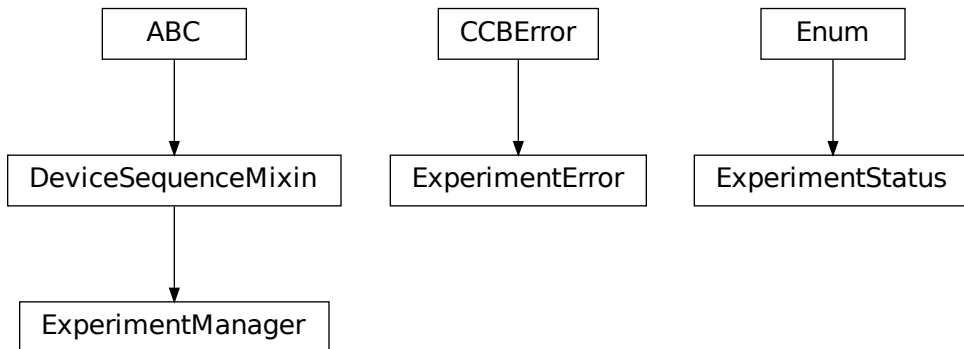 ABC
CCBError
Enum
DeviceSequenceMixin
ExperimentError
ExperimentStatus
ExperimentManager